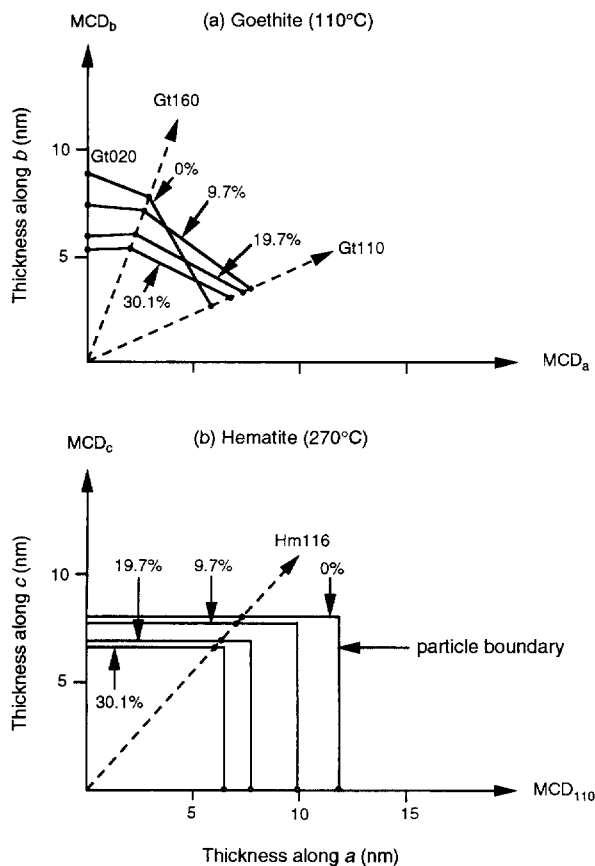 (a) Goethite (110°C)
MCDb
Thickness along b (nm)
Gt160
10
Gt020
0%
9.7%
19.7%
Gt110
5
30.1%
MCDa
(b) Hematite (270°C)
MCDc
Thickness along c (nm)
Hm116
10
19.7%
9.7%
0%
particle boundary
5
30.1%
MCD110
5
10
15
Thickness along a (nm)